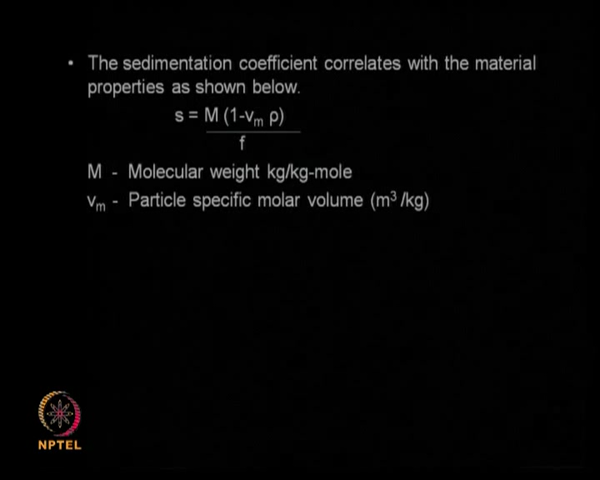 • The sedimentation coefficient correlates with the material
properties as shown below.
s = M (1-vₘ ρ)
f
M - Molecular weight kg/kg-mole
vₘ - Particle specific molar volume (m³ /kg)
NPTEL